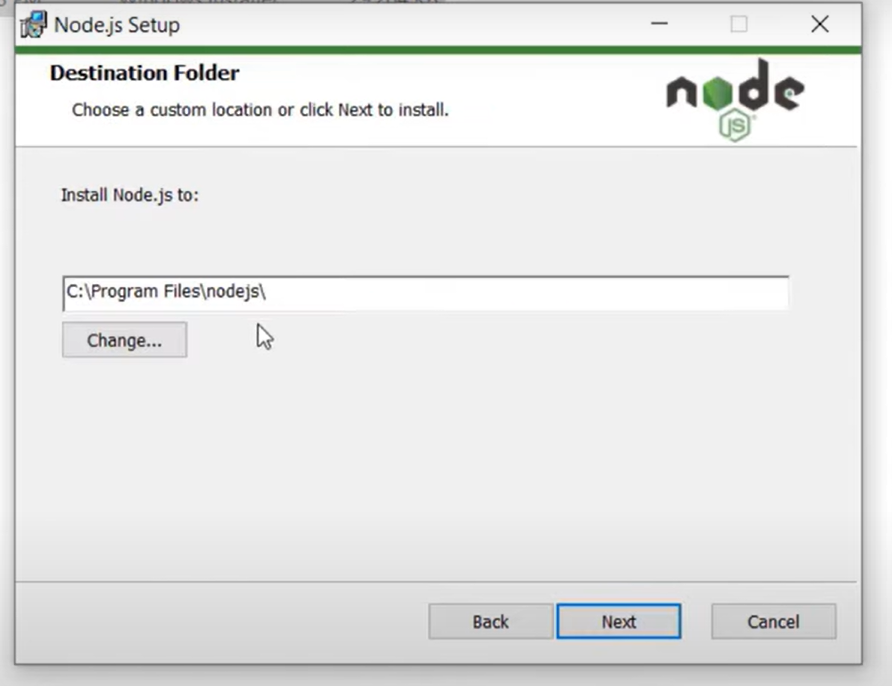 Node.js Setup
Destination Folder
Choose a custom location or click Next to install.
node
JS
Install Node.js to:
C:\Program Files\nodejs\
Change...
Back Next Cancel